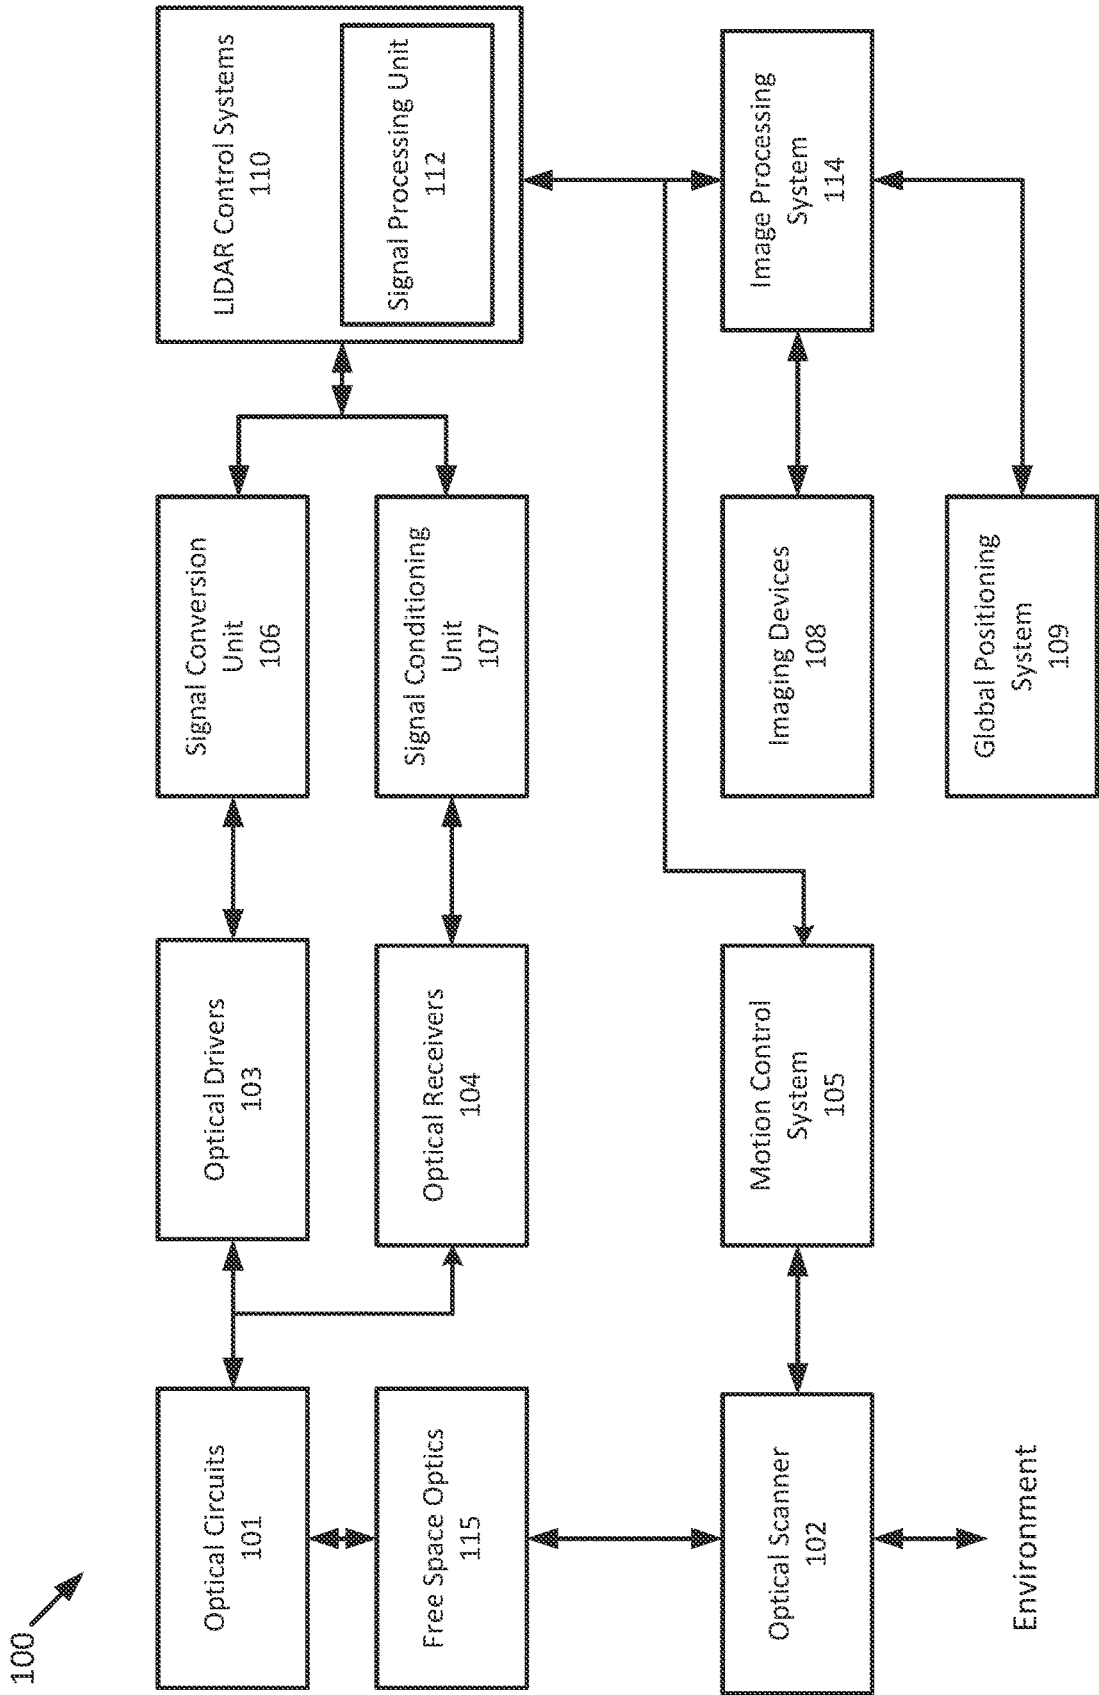 100
Optical Circuits
101
Optical Drivers
103
Signal Conversion
Unit
106
LIDAR Control Systems
110
Signal Processing Unit
112
Free Space Optics
115
Optical Receivers
104
Signal Conditioning
Unit
107
Optical Scanner
102
Motion Control
System
105
Imaging Devices
108
Image Processing
System
114
Environment
Global Positioning
System
109